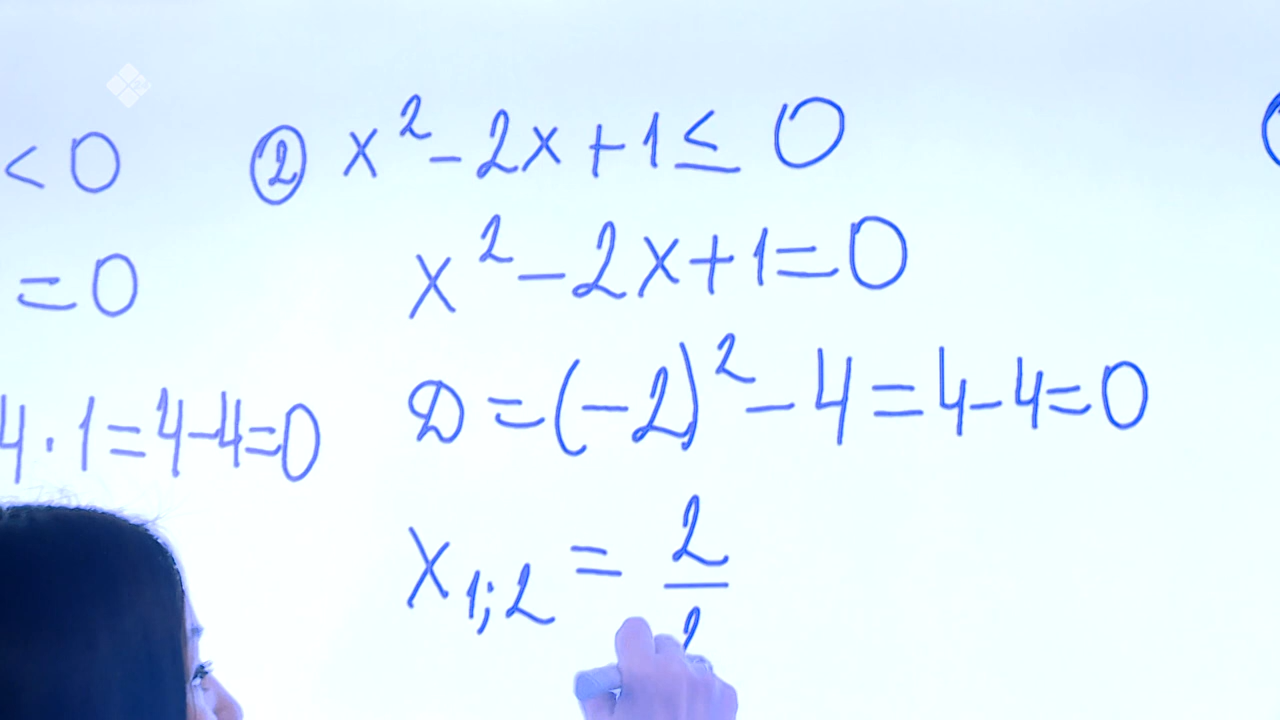 < 0
= 0
4 · 1 = 4 - 4 = 0
② x² - 2x + 1 ≤ 0
x² - 2x + 1 = 0
D = (-2)² - 4 = 4 - 4 = 0
x₁;₂ = 2/2